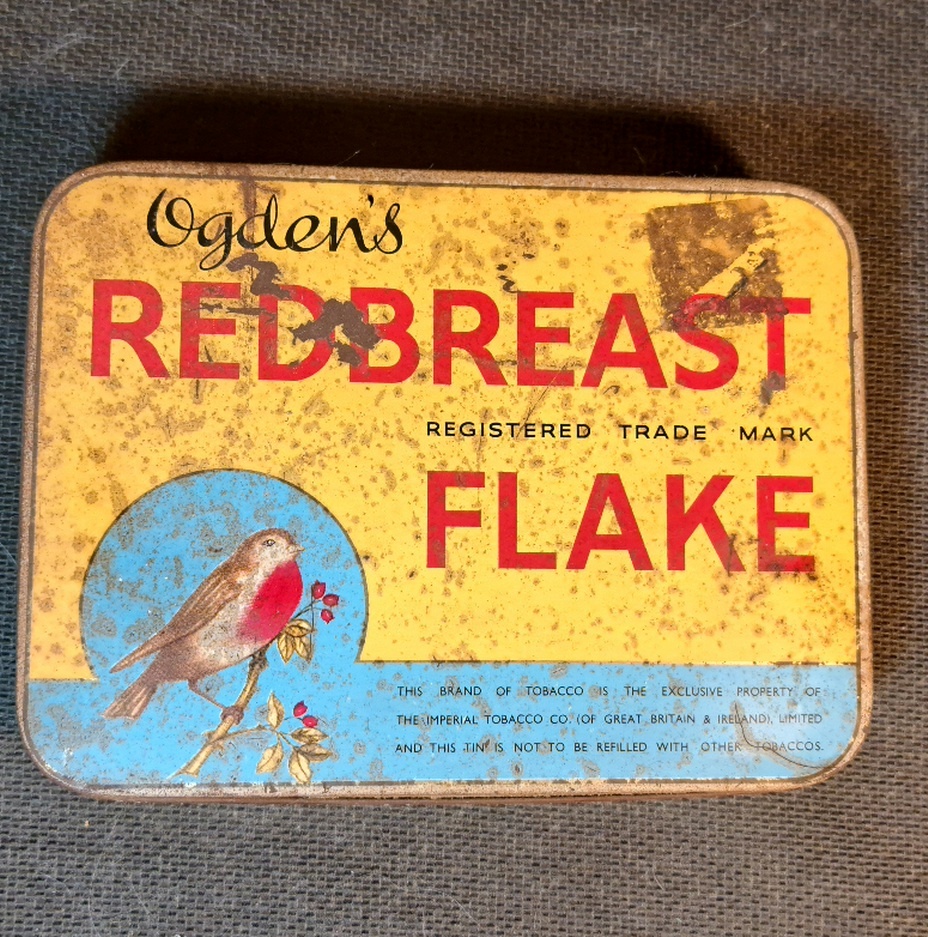 Ogden's
REDBREAST
REGISTERED TRADE MARK
FLAKE
THIS BRAND OF TOBACCO IS THE EXCLUSIVE PROPERTY OF
THE IMPERIAL TOBACCO CO. (OF GREAT BRITAIN & IRELAND), LIMITED
AND THIS TIN IS NOT TO BE REFILLED WITH OTHER TOBACCOS.